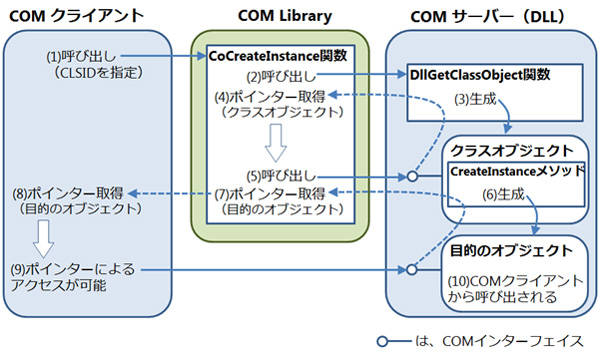 COM クライアント
COM Library
COM サーバー（DLL）
(1)呼び出し
（CLSIDを指定）
CoCreateInstance関数
(2)呼び出し
(4)ポインター取得
（クラスオブジェクト）
DllGetClassObject関数
(3)生成
クラスオブジェクト
CreateInstanceメソッド
(5)呼び出し
(6)生成
(7)ポインター取得
（目的のオブジェクト）
(8)ポインター取得
（目的のオブジェクト）
目的のオブジェクト
(9)ポインターによる
アクセスが可能
(10)COMクライアント
から呼び出される
は、COMインターフェイス